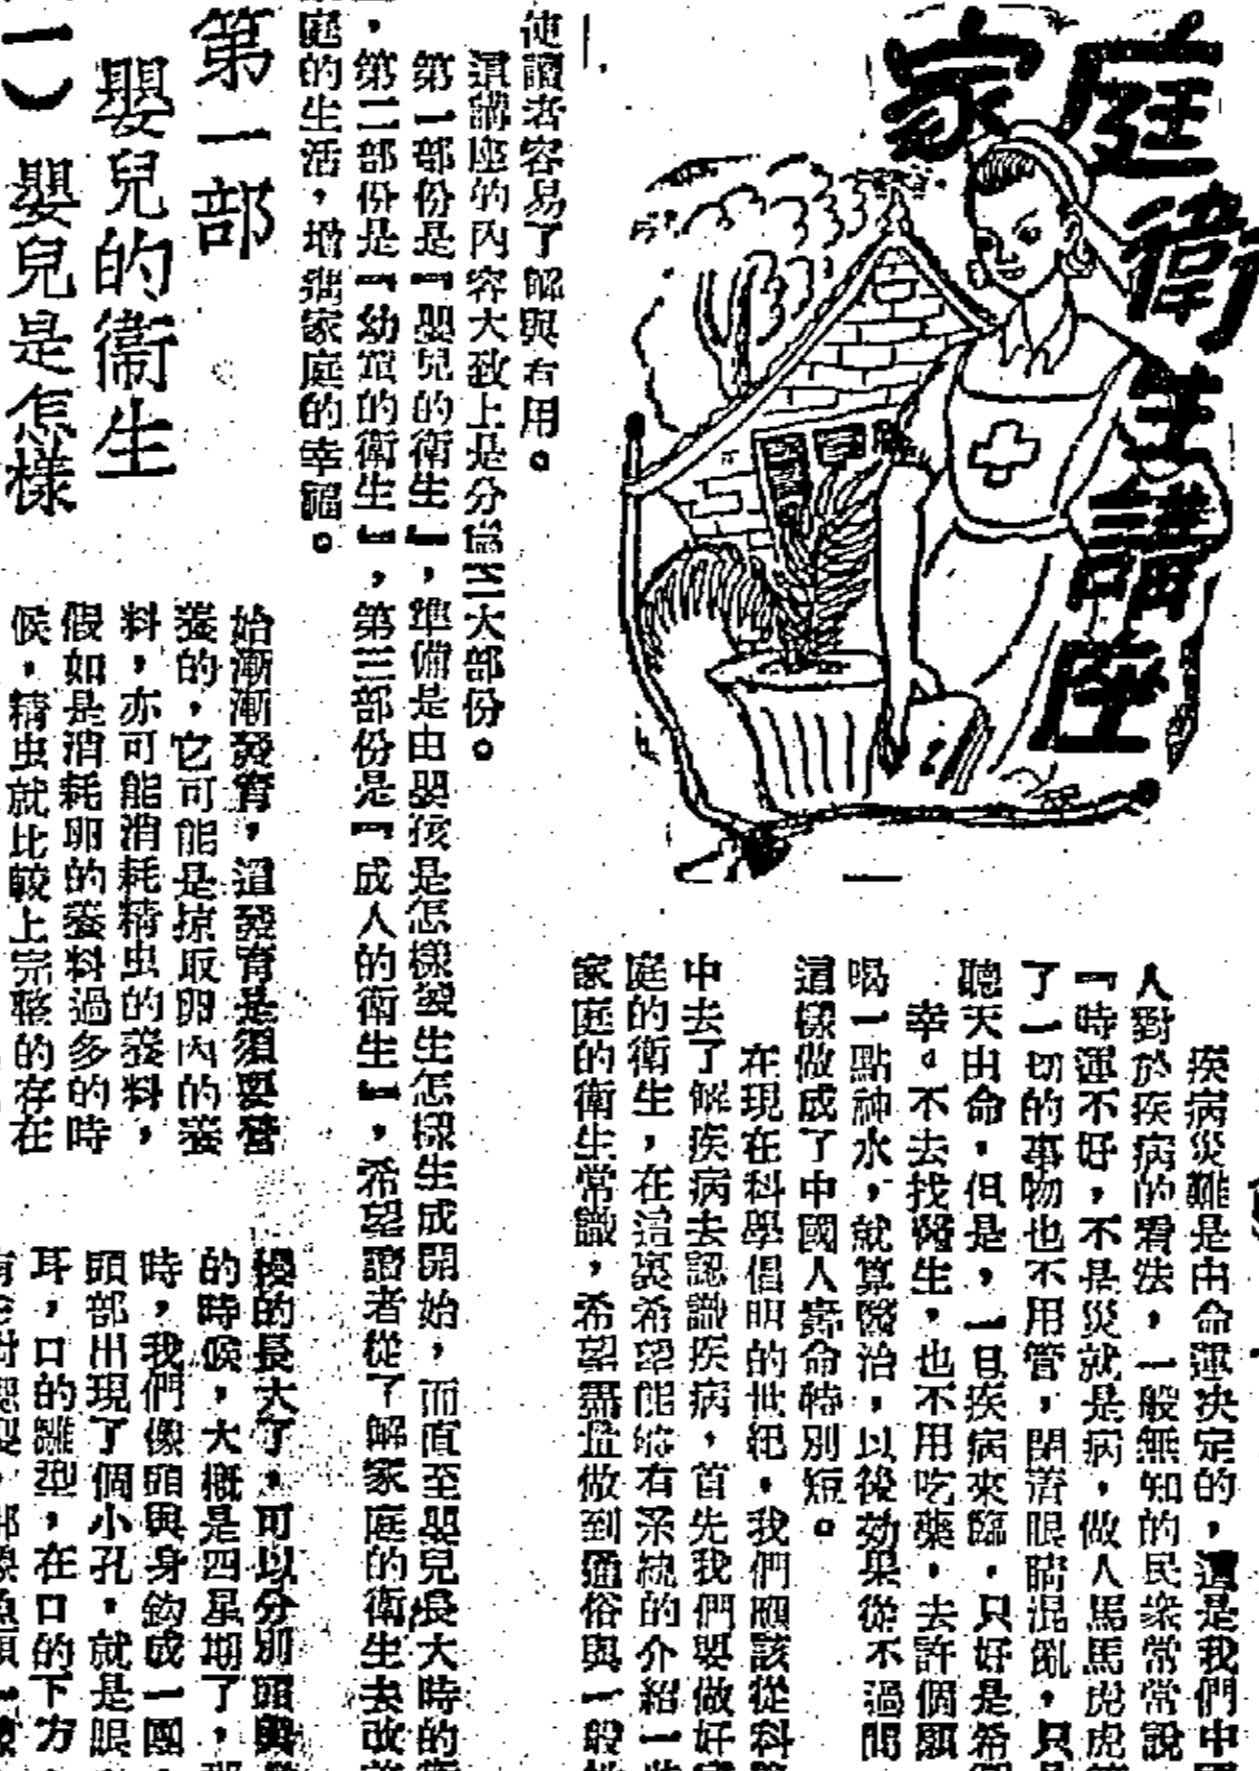 家庭衛生講座
一
疾病災難是由命運決定的，這是我們中國
人對於疾病的看法，一般無知的民衆常常說
『時運不好，不是災就是病，做人馬馬虎虎
了一切的事物也不用管，閉着眼睛混亂，只
聽天由命，但是，一旦疾病來臨，只好是希
幸。不去找醫生，也不用吃藥，去許個願
喝一點神水，就算醫治，以後効果從不過問
這樣做成了中國人壽命特別短。
在現在科學倡明的世紀，我們應該從科
中去了解疾病去認識疾病，首先我們要做好家
庭的衛生，在這裏希望能夠有系統的介紹一些
家庭的衛生常識，希望盡量做到通俗與一般
使讀者容易了解與有用。
這講座的內容大致上是分爲三大部份。
第一部份是『嬰兒的衛生』，準備是由嬰孩是怎樣發生怎樣生成開始，而直至嬰兒長大時的衛
，第二部份是『幼童的衛生』，第三部份是『成人的衛生』，希望讀者從了解家庭的衛生去改善
庭的生活，增進家庭的幸福。
第一部
嬰兒的衞生
一）嬰兒是怎樣
始漸漸發育，這發育是須要營
養的，它可能是掠取卵內的養
料，亦可能消耗精虫的養料，
假如是消耗卵的養料過多的時
候，精虫就比較上完整的存在
的長大了，可以分別頭與
的時候，大概是四星期了，
時，我們像頭與身鈎成一團
頭部出現了個小孔，就是眼
耳，口的雛型，在口的下方